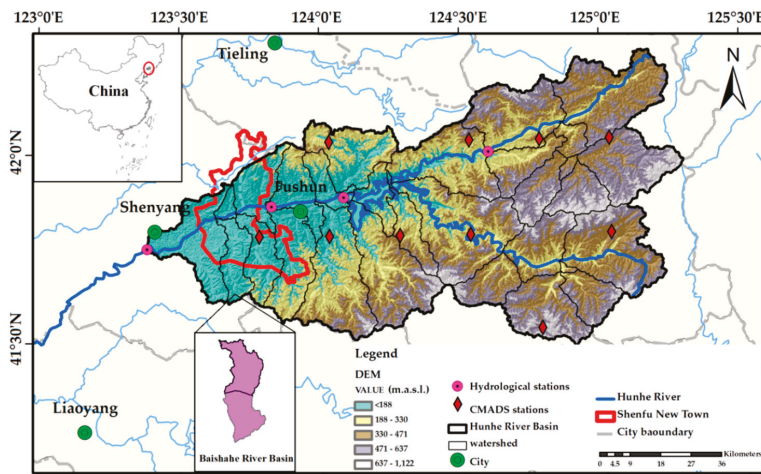 123°0'E 123°30'E 124°0'E 124°30'E 125°0'E 125°5°E
42°0'N
41°30'N
China
Tieling
N
Fushun
Shenyang
Liaoyang
Baishahe River Basin
Legend
DEM
VALUE (m.a.s.l.)
<188
188 - 330
330 - 471
471 - 637
637 - 1,122
Hydrological stations
CMADS stations
Hunhe River Basin
watershed
City
Hunhe River
Shenfu New Town
City baoundary
Kilometers
0 4.5 9 18 27 36